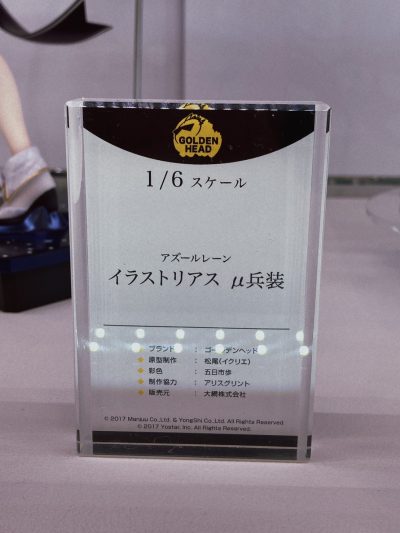 GOLDEN
HEAD
1/6 スケール
アズールレーン
イラストリアス μ兵装
ブランド : ゴールデンヘッド
原型制作 : 松尾(イクリエ)
彩色 : 五日市歩
制作協力 : アリスグリント
販売元 : 大網株式会社
© 2017 Manjuu Co.,Ltd. & YongShi Co.,Ltd. All Rights Reserved.
© 2017 Yostar, Inc. All Rights Reserved.